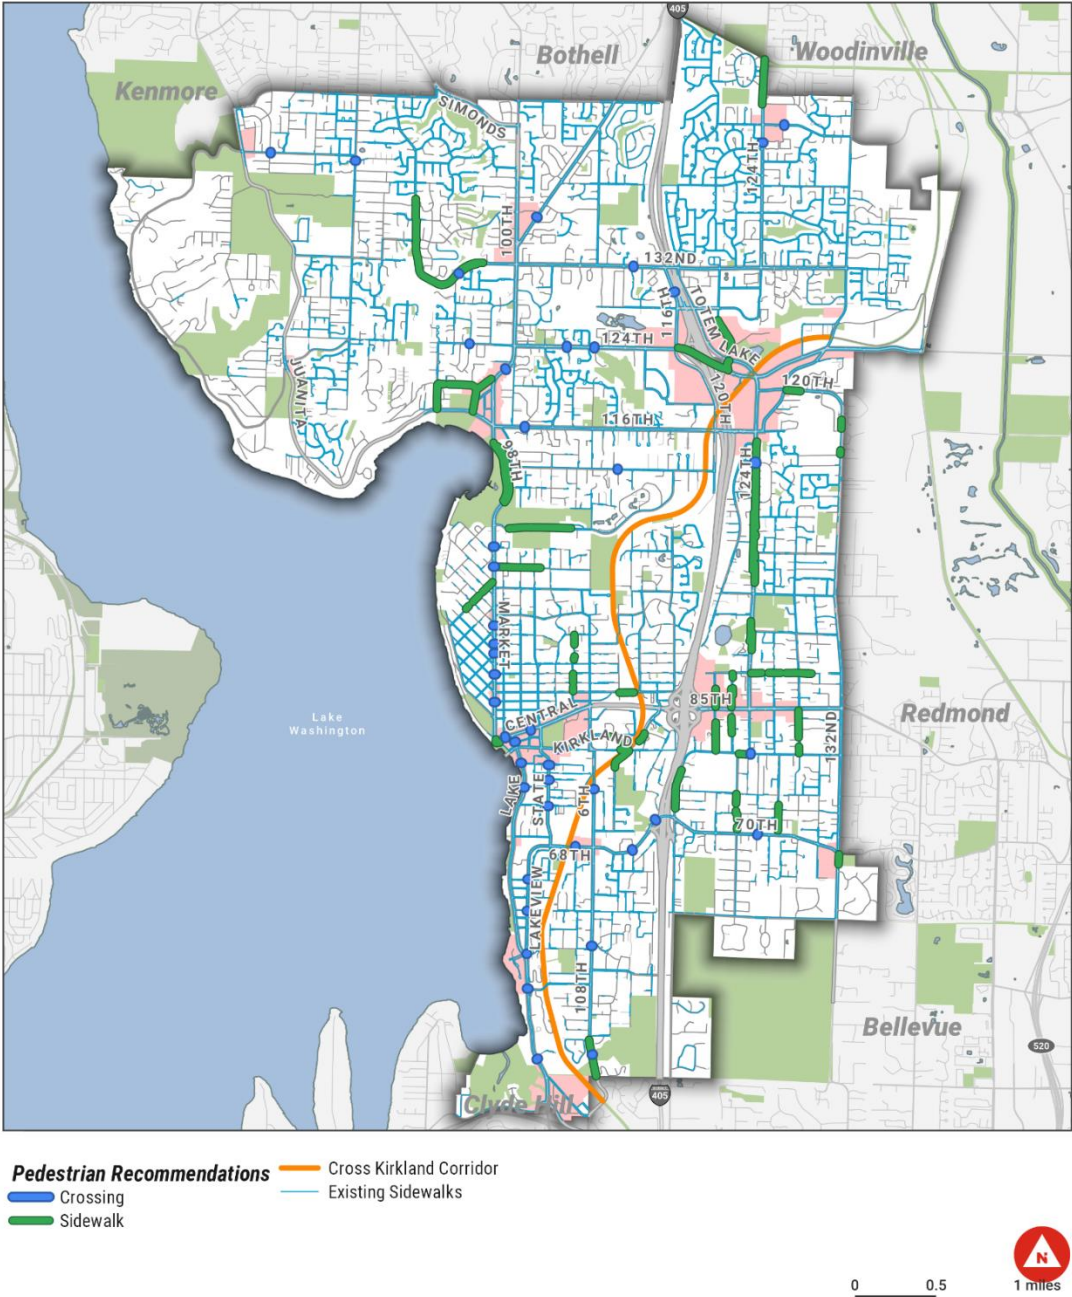 405
Bothell
Woodinville
Kenmore
SIMONDS
124TH
100TH
132ND
116TH
TOTEM LAKE
124TH
JUANITA
120TH
120TH
116TH
98TH
124TH
MARKET
85TH
CENTRAL
Lake
Washington
Redmond
KIRKLAND
132ND
LAKE
STATE
6TH
70TH
68TH
LAKEVIEW
108TH
Bellevue
520
405
Clyde Hill
Pedestrian Recommendations
Crossing
Sidewalk
Cross Kirkland Corridor
Existing Sidewalks
N
0 0.5 1 miles